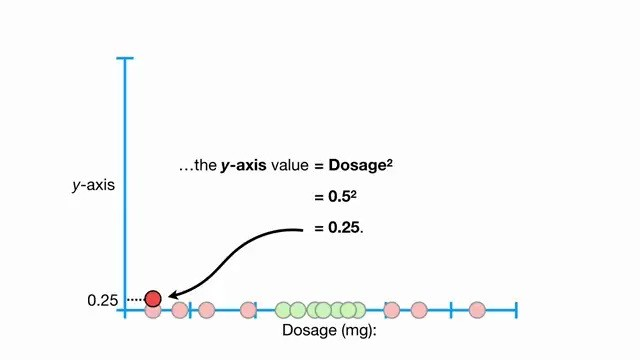 …the y-axis value = Dosage²
= 0.5²
= 0.25.
y-axis
0.25
Dosage (mg):